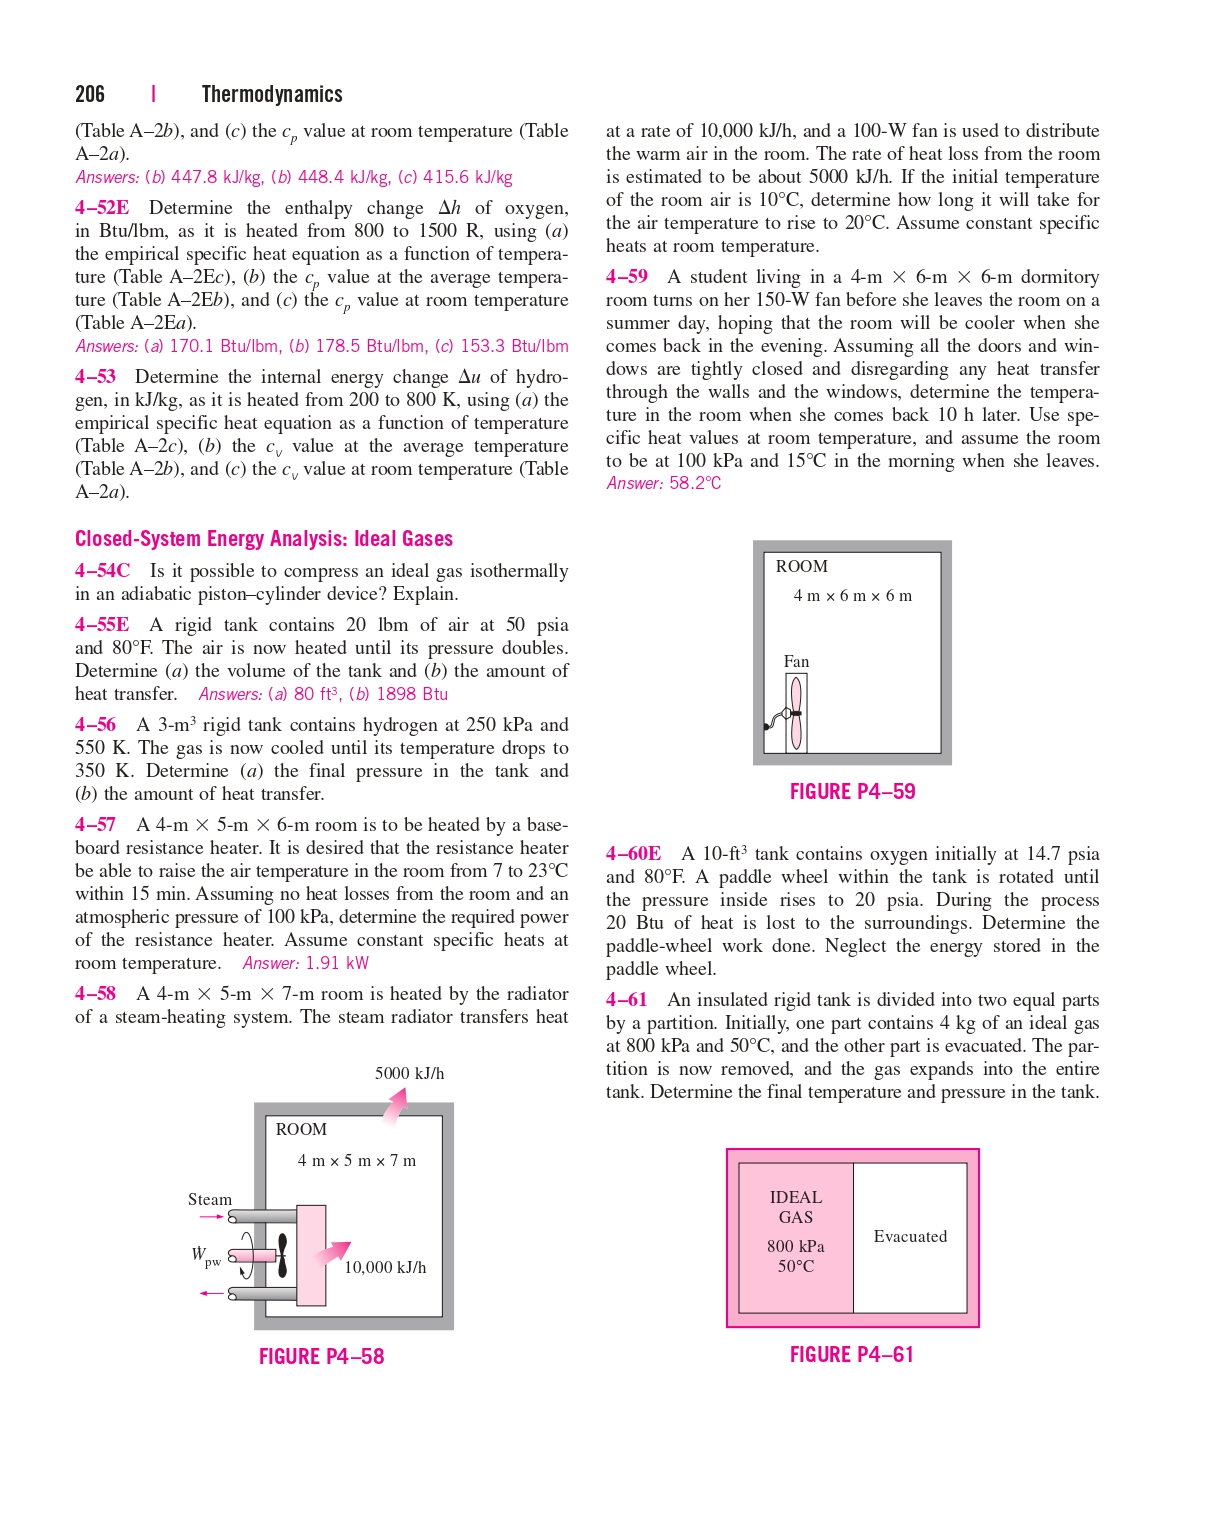 206 | Thermodynamics
(Table A–2b), and (c) the cp value at room temperature (Table
A–2a).
Answers: (b) 447.8 kJ/kg, (b) 448.4 kJ/kg, (c) 415.6 kJ/kg
4–52E Determine the enthalpy change Δh of oxygen,
in Btu/lbm, as it is heated from 800 to 1500 R, using (a)
the empirical specific heat equation as a function of tempera-
ture (Table A–2Ec), (b) the cp value at the average tempera-
ture (Table A–2Eb), and (c) the cp value at room temperature
(Table A–2Ea).
Answers: (a) 170.1 Btu/lbm, (b) 178.5 Btu/lbm, (c) 153.3 Btu/lbm
4–53 Determine the internal energy change Δu of hydro-
gen, in kJ/kg, as it is heated from 200 to 800 K, using (a) the
empirical specific heat equation as a function of temperature
(Table A–2c), (b) the cv value at the average temperature
(Table A–2b), and (c) the cv value at room temperature (Table
A–2a).
Closed-System Energy Analysis: Ideal Gases
4–54C Is it possible to compress an ideal gas isothermally
in an adiabatic piston–cylinder device? Explain.
4–55E A rigid tank contains 20 lbm of air at 50 psia
and 80°F. The air is now heated until its pressure doubles.
Determine (a) the volume of the tank and (b) the amount of
heat transfer. Answers: (a) 80 ft³, (b) 1898 Btu
4–56 A 3-m³ rigid tank contains hydrogen at 250 kPa and
550 K. The gas is now cooled until its temperature drops to
350 K. Determine (a) the final pressure in the tank and
(b) the amount of heat transfer.
4–57 A 4-m × 5-m × 6-m room is to be heated by a base-
board resistance heater. It is desired that the resistance heater
be able to raise the air temperature in the room from 7 to 23°C
within 15 min. Assuming no heat losses from the room and an
atmospheric pressure of 100 kPa, determine the required power
of the resistance heater. Assume constant specific heats at
room temperature. Answer: 1.91 kW
4–58 A 4-m × 5-m × 7-m room is heated by the radiator
of a steam-heating system. The steam radiator transfers heat
5000 kJ/h
ROOM
4 m × 5 m × 7 m
Steam
Ẇpw
10,000 kJ/h
FIGURE P4–58
at a rate of 10,000 kJ/h, and a 100-W fan is used to distribute
the warm air in the room. The rate of heat loss from the room
is estimated to be about 5000 kJ/h. If the initial temperature
of the room air is 10°C, determine how long it will take for
the air temperature to rise to 20°C. Assume constant specific
heats at room temperature.
4–59 A student living in a 4-m × 6-m × 6-m dormitory
room turns on her 150-W fan before she leaves the room on a
summer day, hoping that the room will be cooler when she
comes back in the evening. Assuming all the doors and win-
dows are tightly closed and disregarding any heat transfer
through the walls and the windows, determine the tempera-
ture in the room when she comes back 10 h later. Use spe-
cific heat values at room temperature, and assume the room
to be at 100 kPa and 15°C in the morning when she leaves.
Answer: 58.2°C
ROOM
4 m × 6 m × 6 m
Fan
FIGURE P4–59
4–60E A 10-ft³ tank contains oxygen initially at 14.7 psia
and 80°F. A paddle wheel within the tank is rotated until
the pressure inside rises to 20 psia. During the process
20 Btu of heat is lost to the surroundings. Determine the
paddle-wheel work done. Neglect the energy stored in the
paddle wheel.
4–61 An insulated rigid tank is divided into two equal parts
by a partition. Initially, one part contains 4 kg of an ideal gas
at 800 kPa and 50°C, and the other part is evacuated. The par-
tition is now removed, and the gas expands into the entire
tank. Determine the final temperature and pressure in the tank.
IDEAL
GAS
800 kPa
50°C
Evacuated
FIGURE P4–61